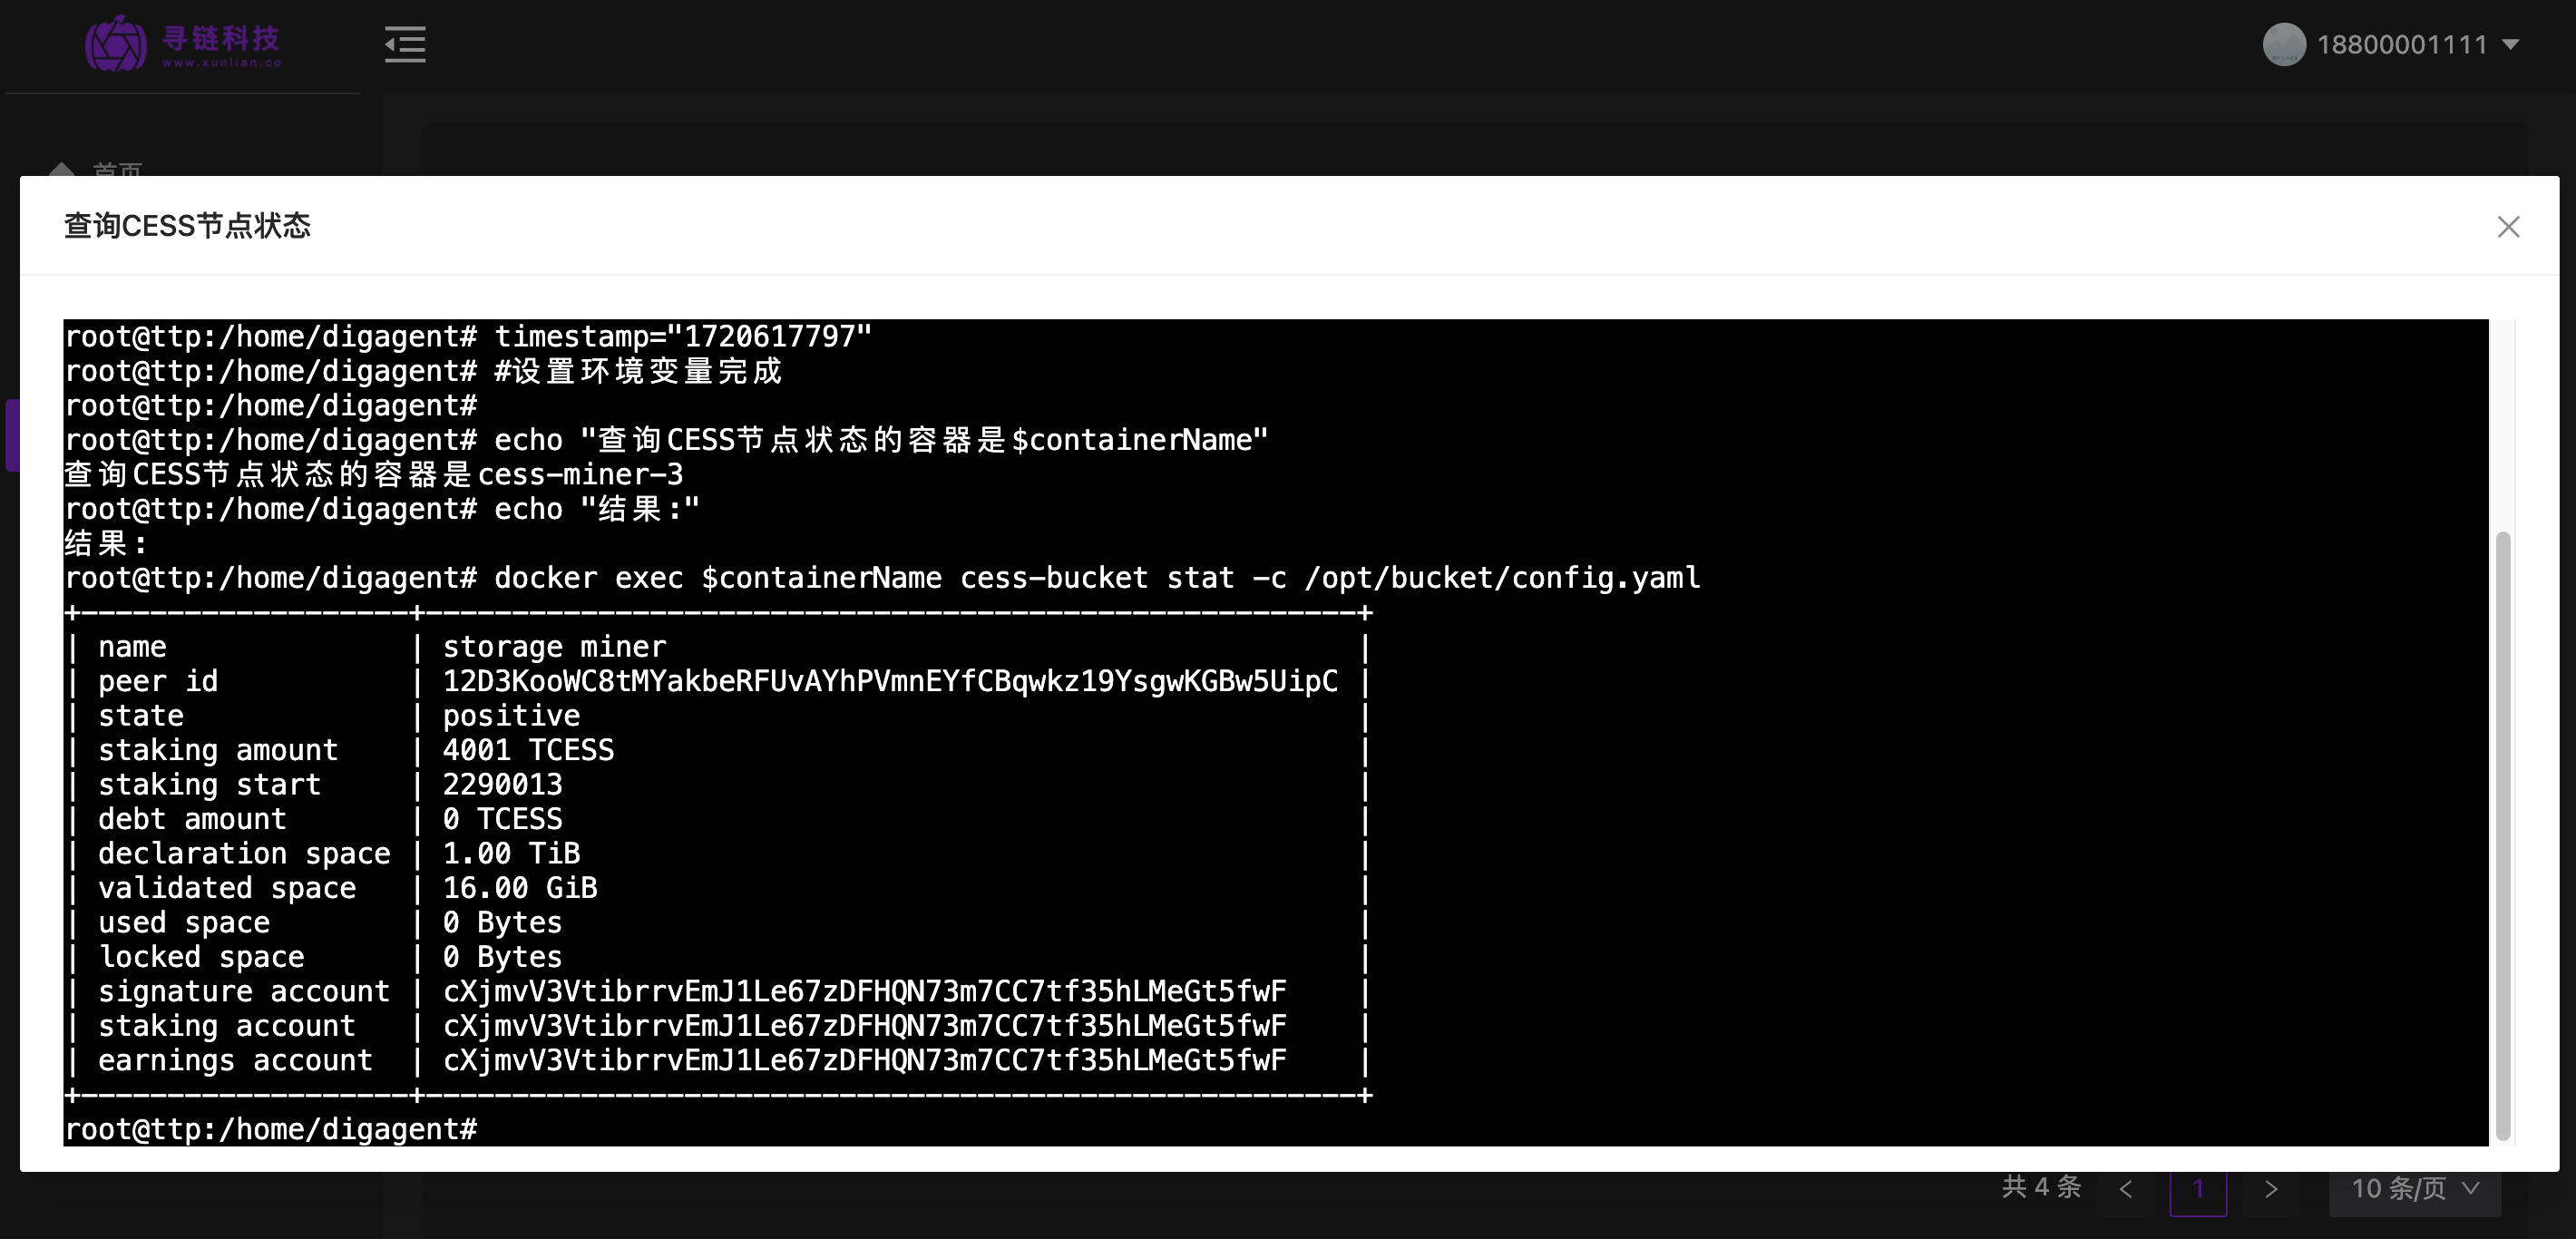 寻链科技
www.xunlian.co
18800001111
首页
查询CESS节点状态
root@ttp:/home/digagent# timestamp="1720617797"
root@ttp:/home/digagent# #设置环境变量完成
root@ttp:/home/digagent#
root@ttp:/home/digagent# echo "查询CESS节点状态的容器是$containerName"
查询CESS节点状态的容器是cess-miner-3
root@ttp:/home/digagent# echo "结果:"
结果:
root@ttp:/home/digagent# docker exec $containerName cess-bucket stat -c /opt/bucket/config.yaml
+-------------------+------------------------------------------------------+
| name | storage miner |
| peer id | 12D3KooWC8tMYakbeRFUvAYhPVmnEYfCBqwkz19YsgwKGBw5UipC |
| state | positive |
| staking amount | 4001 TCESS |
| staking start | 2290013 |
| debt amount | 0 TCESS |
| declaration space | 1.00 TiB |
| validated space | 16.00 GiB |
| used space | 0 Bytes |
| locked space | 0 Bytes |
| signature account | cXjmvV3VtibrrvEmJ1Le67zDFHQN73m7CC7tf35hLMeGt5fwF |
| staking account | cXjmvV3VtibrrvEmJ1Le67zDFHQN73m7CC7tf35hLMeGt5fwF |
| earnings account | cXjmvV3VtibrrvEmJ1Le67zDFHQN73m7CC7tf35hLMeGt5fwF |
+-------------------+------------------------------------------------------+
root@ttp:/home/digagent#
共 4 条 < 1 > 10 条/页